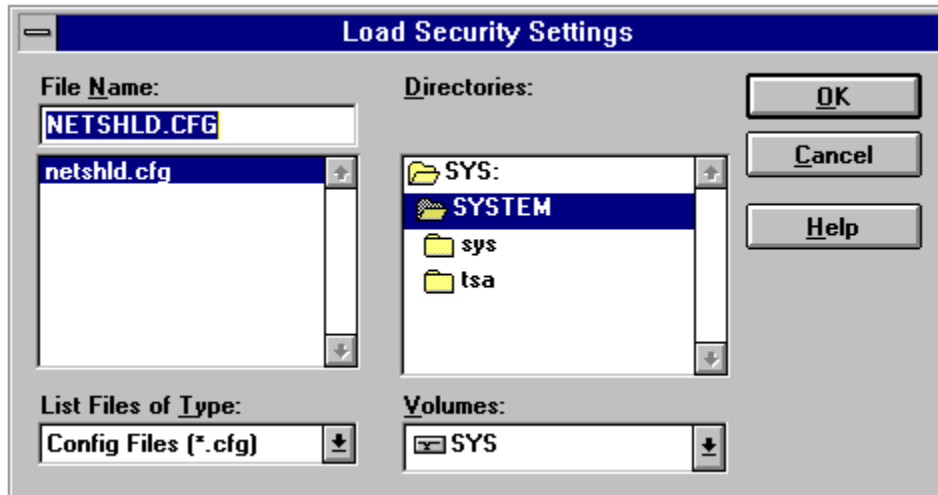 Load Security Settings
File Name:
NETSHLD.CFG
netshld.cfg
List Files of Type:
Config Files (*.cfg)
Directories:
SYS:
SYSTEM
sys
tsa
Volumes:
SYS
OK
Cancel
Help